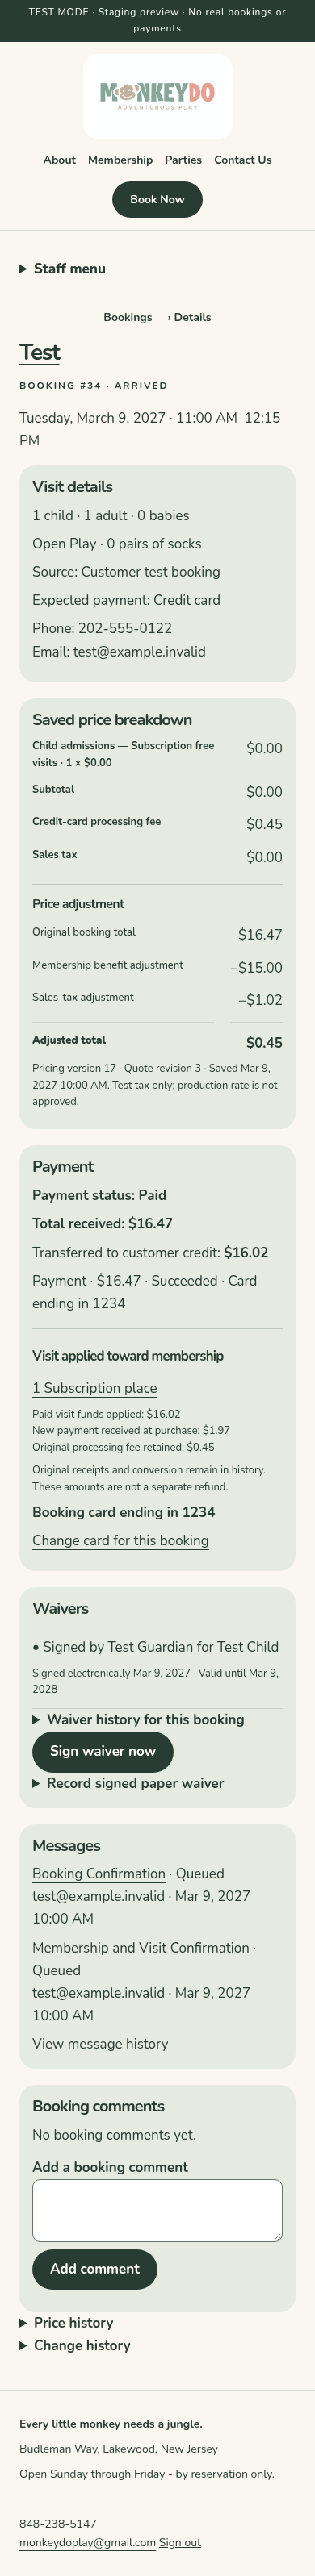 TEST MODE · Staging preview · No real bookings or
payments
MONKEYDO
ADVENTUROUS PLAY
About Membership Parties Contact Us
Book Now
▶ Staff menu
Bookings › Details
Test
BOOKING #34 · ARRIVED
Tuesday, March 9, 2027 · 11:00 AM–12:15
PM
Visit details
1 child · 1 adult · 0 babies
Open Play · 0 pairs of socks
Source: Customer test booking
Expected payment: Credit card
Phone: 202-555-0122
Email: test@example.invalid
Saved price breakdown
Child admissions — Subscription free
visits · 1 × $0.00 $0.00
Subtotal $0.00
Credit-card processing fee $0.45
Sales tax $0.00
Price adjustment
Original booking total $16.47
Membership benefit adjustment –$15.00
Sales-tax adjustment –$1.02
Adjusted total $0.45
Pricing version 17 · Quote revision 3 · Saved Mar 9,
2027 10:00 AM. Test tax only; production rate is not
approved.
Payment
Payment status: Paid
Total received: $16.47
Transferred to customer credit: $16.02
Payment · $16.47 · Succeeded · Card
ending in 1234
Visit applied toward membership
1 Subscription place
Paid visit funds applied: $16.02
New payment received at purchase: $1.97
Original processing fee retained: $0.45
Original receipts and conversion remain in history.
These amounts are not a separate refund.
Booking card ending in 1234
Change card for this booking
Waivers
• Signed by Test Guardian for Test Child
Signed electronically Mar 9, 2027 · Valid until Mar 9,
2028
▶ Waiver history for this booking
Sign waiver now
▶ Record signed paper waiver
Messages
Booking Confirmation · Queued
test@example.invalid · Mar 9, 2027
10:00 AM
Membership and Visit Confirmation ·
Queued
test@example.invalid · Mar 9, 2027
10:00 AM
View message history
Booking comments
No booking comments yet.
Add a booking comment
Add comment
▶ Price history
▶ Change history
Every little monkey needs a jungle.
Budleman Way, Lakewood, New Jersey
Open Sunday through Friday - by reservation only.
848-238-5147
monkeydoplay@gmail.com Sign out